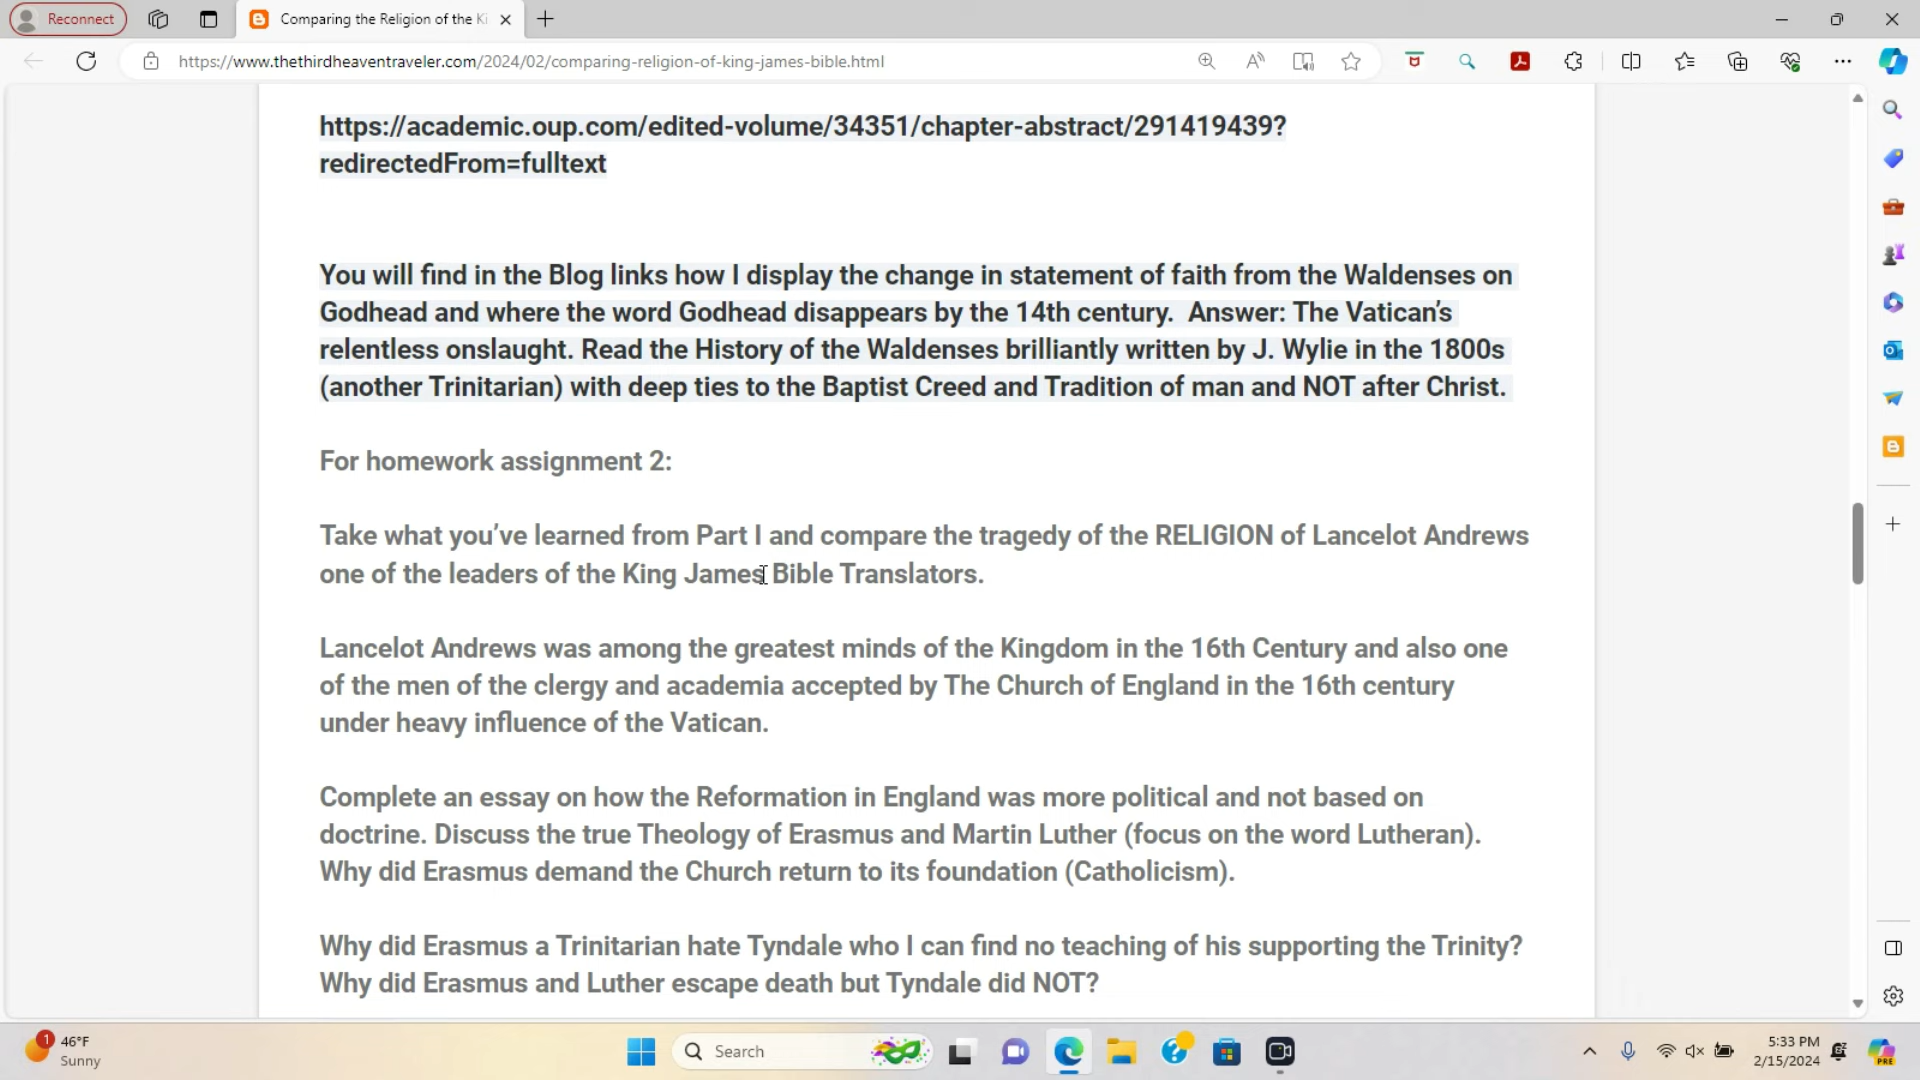 Reconnect
Comparing the Religion of the Ki
https://www.thethirdheaventraveler.com/2024/02/comparing-religion-of-king-james-bible.html
https://academic.oup.com/edited-volume/34351/chapter-abstract/291419439?
redirectedFrom=fulltext
You will find in the Blog links how I display the change in statement of faith from the Waldenses on
Godhead and where the word Godhead disappears by the 14th century.  Answer: The Vatican’s
relentless onslaught. Read the History of the Waldenses brilliantly written by J. Wylie in the 1800s
(another Trinitarian) with deep ties to the Baptist Creed and Tradition of man and NOT after Christ.
For homework assignment 2:
Take what you’ve learned from Part I and compare the tragedy of the RELIGION of Lancelot Andrews
one of the leaders of the King James Bible Translators.
Lancelot Andrews was among the greatest minds of the Kingdom in the 16th Century and also one
of the men of the clergy and academia accepted by The Church of England in the 16th century
under heavy influence of the Vatican.
Complete an essay on how the Reformation in England was more political and not based on
doctrine. Discuss the true Theology of Erasmus and Martin Luther (focus on the word Lutheran).
Why did Erasmus demand the Church return to its foundation (Catholicism).
Why did Erasmus a Trinitarian hate Tyndale who I can find no teaching of his supporting the Trinity?
Why did Erasmus and Luther escape death but Tyndale did NOT?
1
46°F
Sunny
Search
5:33 PM
2/15/2024
PRE